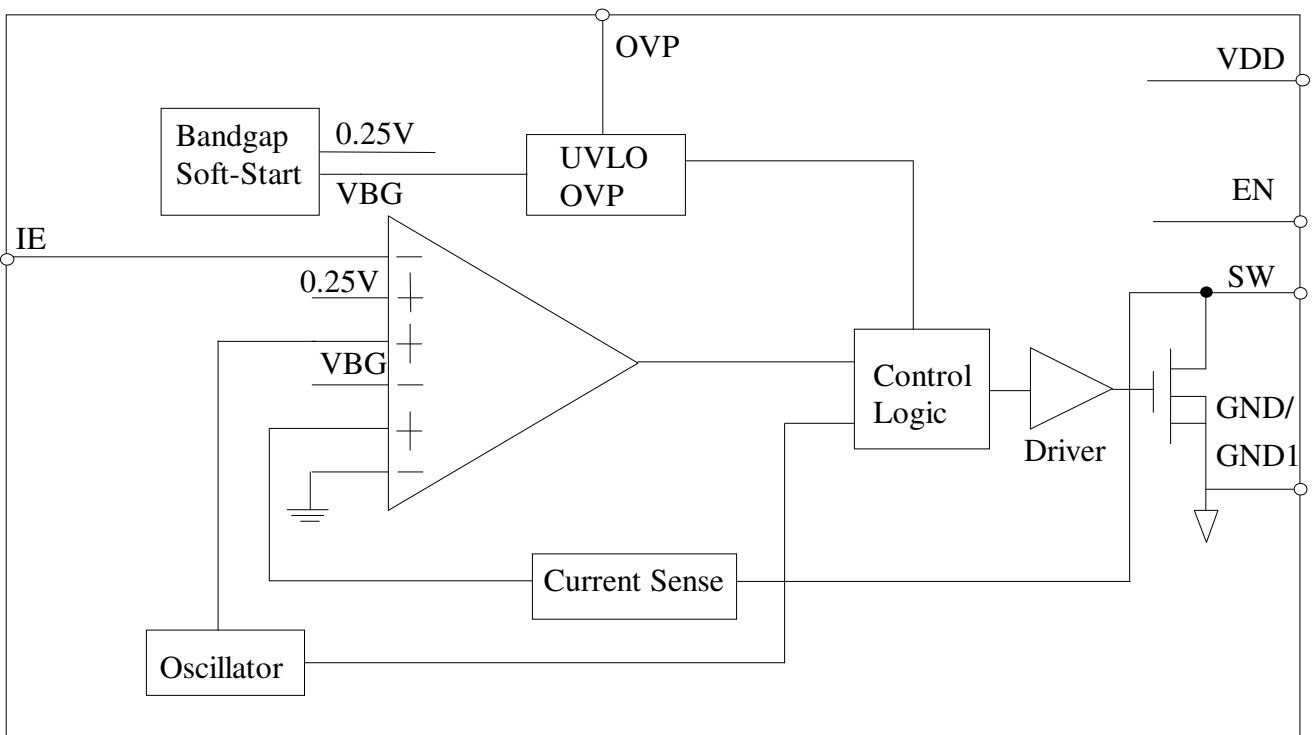 OVP
VDD
Bandgap
Soft-Start
0.25V
VBG
UVLO
OVP
EN
IE
0.25V
SW
VBG
Control
Logic
Driver
GND/
GND1
Current Sense
Oscillator